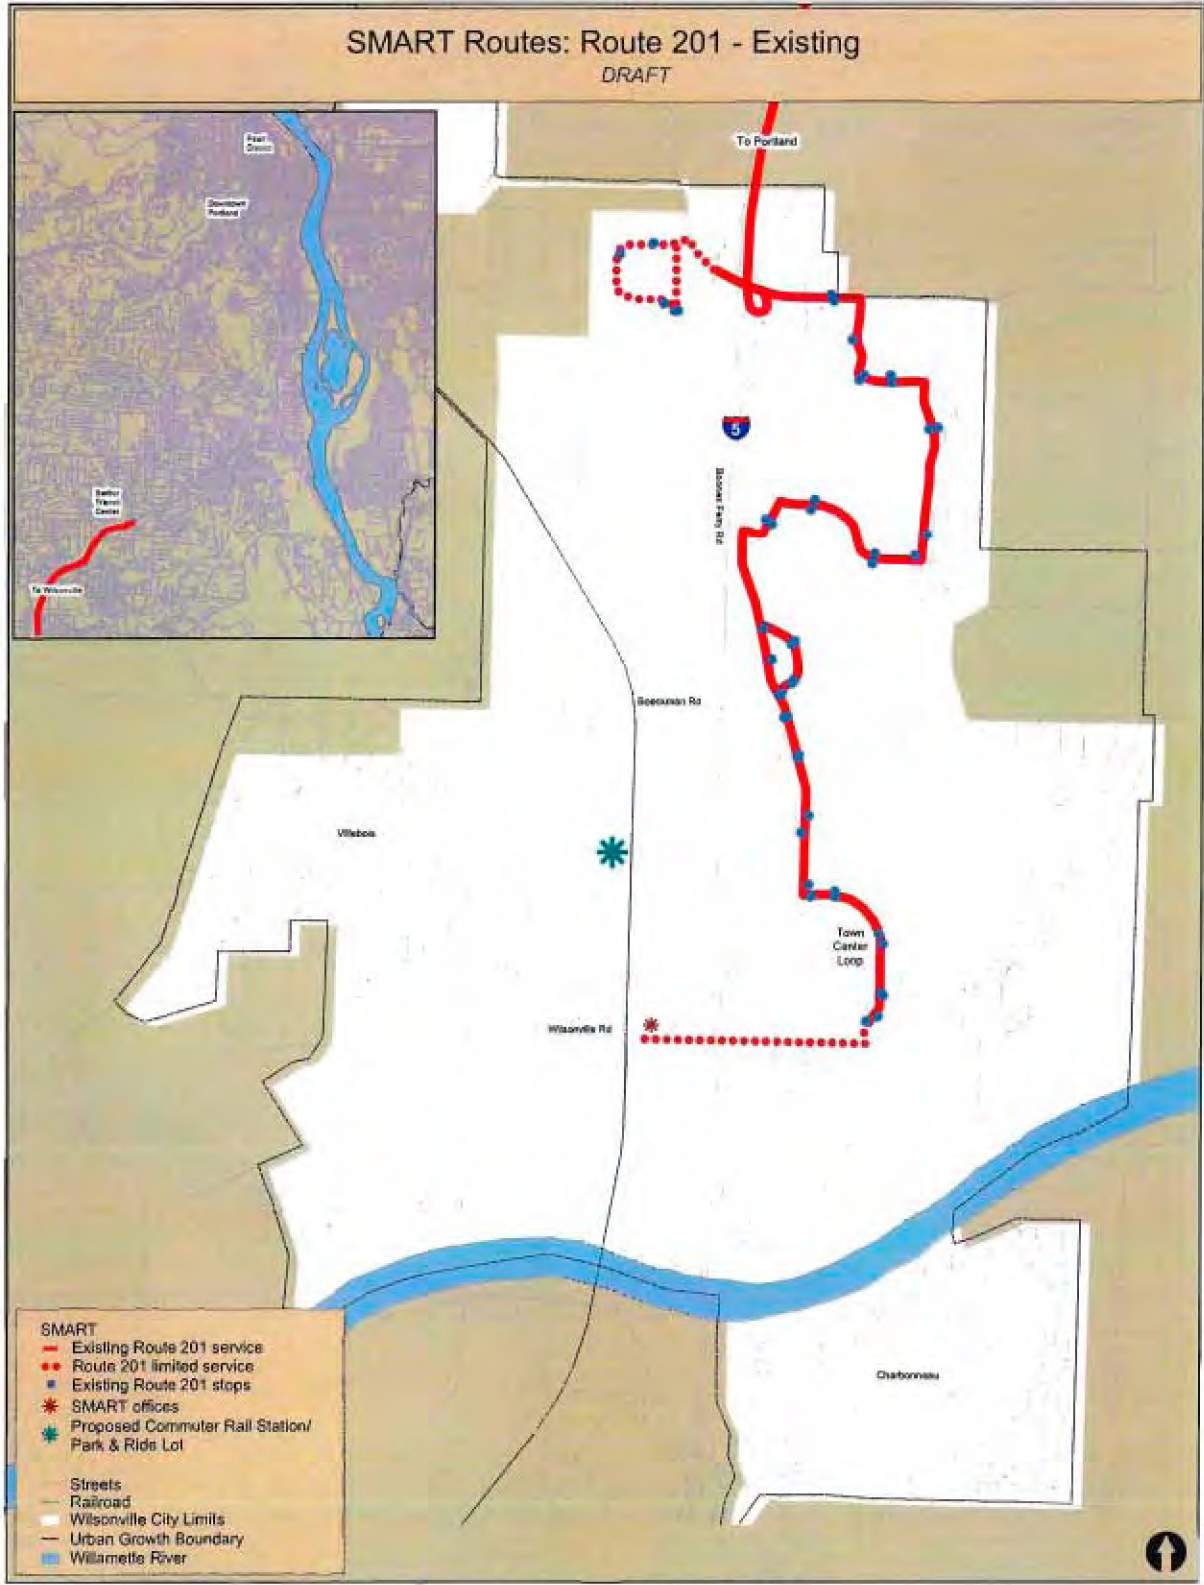 SMART Routes: Route 201 - Existing
DRAFT
Pearl
District
Downtown
Portland
Barbur
Transit
Center
To Wilsonville
To Portland
5
Boones Ferry Rd
Boeckman Rd
Villebois
Town
Center
Loop
Wilsonville Rd
Charbonneau
SMART
Existing Route 201 service
Route 201 limited service
Existing Route 201 stops
SMART offices
Proposed Commuter Rail Station/
Park & Ride Lot
Streets
Railroad
Wilsonville City Limits
Urban Growth Boundary
Willamette River